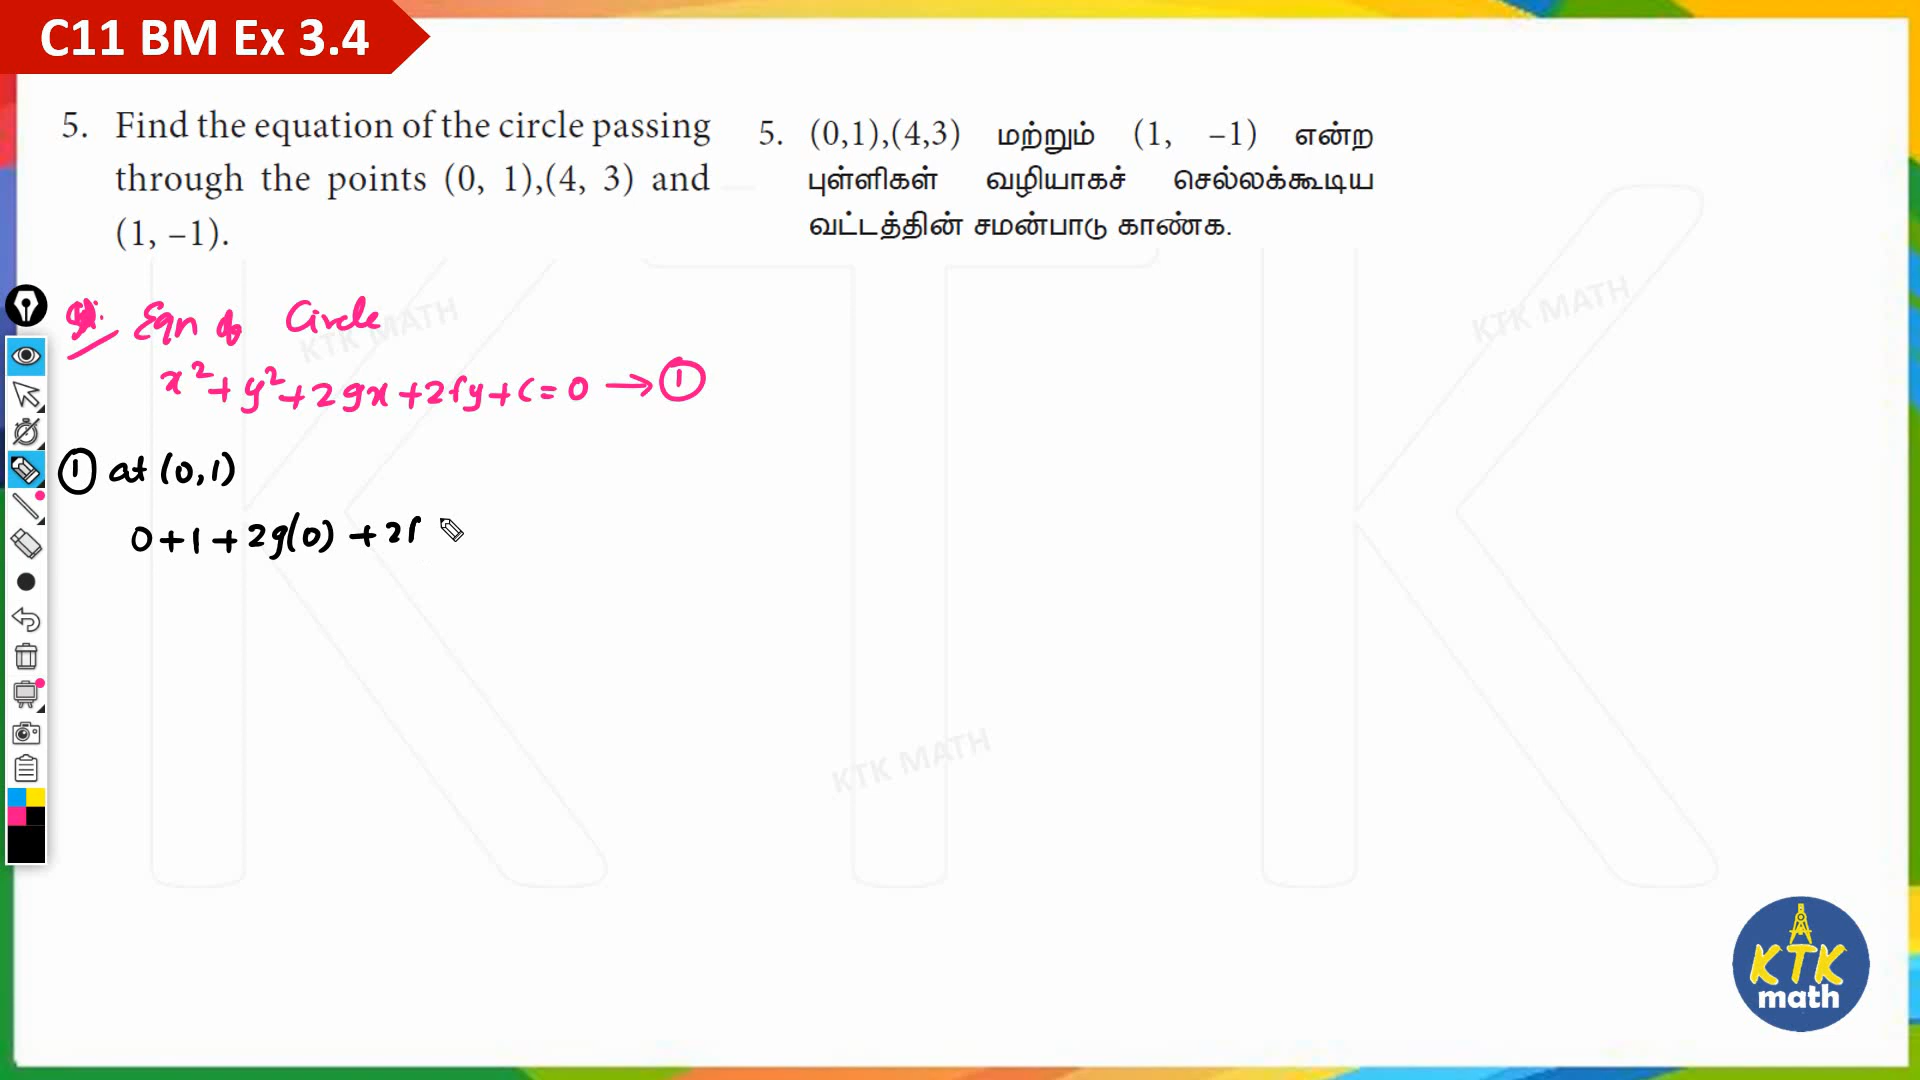 C11 BM Ex 3.4
5. Find the equation of the circle passing
through the points (0, 1),(4, 3) and
(1, –1).
5. (0,1),(4,3) மற்றும் (1, –1) என்ற
புள்ளிகள் வழியாகச் செல்லக்கூடிய
வட்டத்தின் சமன்பாடு காண்க.
Eqn of Circle
x²+y²+2gx+2fy+c=0 → ①
① at (0,1)
0+1+2g(0)+2f
KTK MATH
KTK MATH
KTK MATH
KTK
math